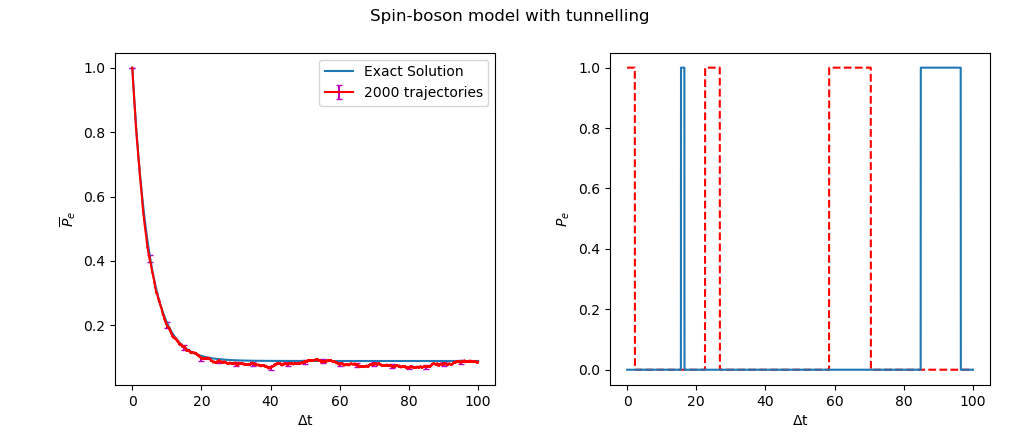 Spin-boson model with tunnelling
Exact Solution
2000 trajectories
1.0
0.8
0.6
0.4
0.2
P̅ₑ
0 20 40 60 80 100
Δt
1.0
0.8
0.6
0.4
0.2
0.0
Pₑ
0 20 40 60 80 100
Δt